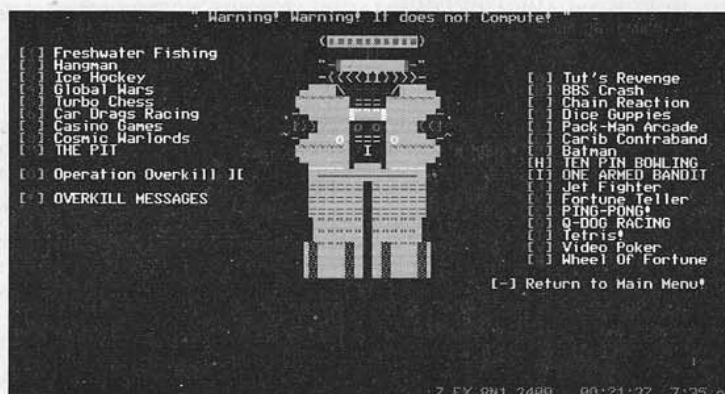 " Warning! Warning! It does not Compute! "
[ ] Freshwater Fishing
[ ] Hangman
[ ] Ice Hockey
[ ] Global Wars
[ ] Turbo Chess
[ ] Car Drags Racing
[ ] Casino Games
[ ] Cosmic Warlords
[ ] THE PIT
[ ] Operation Overkill ][
[ ] OVERKILL MESSAGES
I
[ ] Tut's Revenge
[ ] BBS Crash
[ ] Chain Reaction
[ ] Dice Guppies
[ ] Pack-Man Arcade
[ ] Carib Contraband
[ ] Batman
[H] TEN PIN BOWLING
[I] ONE ARMED BANDIT
[ ] Jet Fighter
[ ] Fortune Teller
[ ] PING-PONG!
[ ] Q-DOG RACING
[ ] Tetris!
[ ] Video Poker
[ ] Wheel Of Fortune
[-] Return to Main Menu!